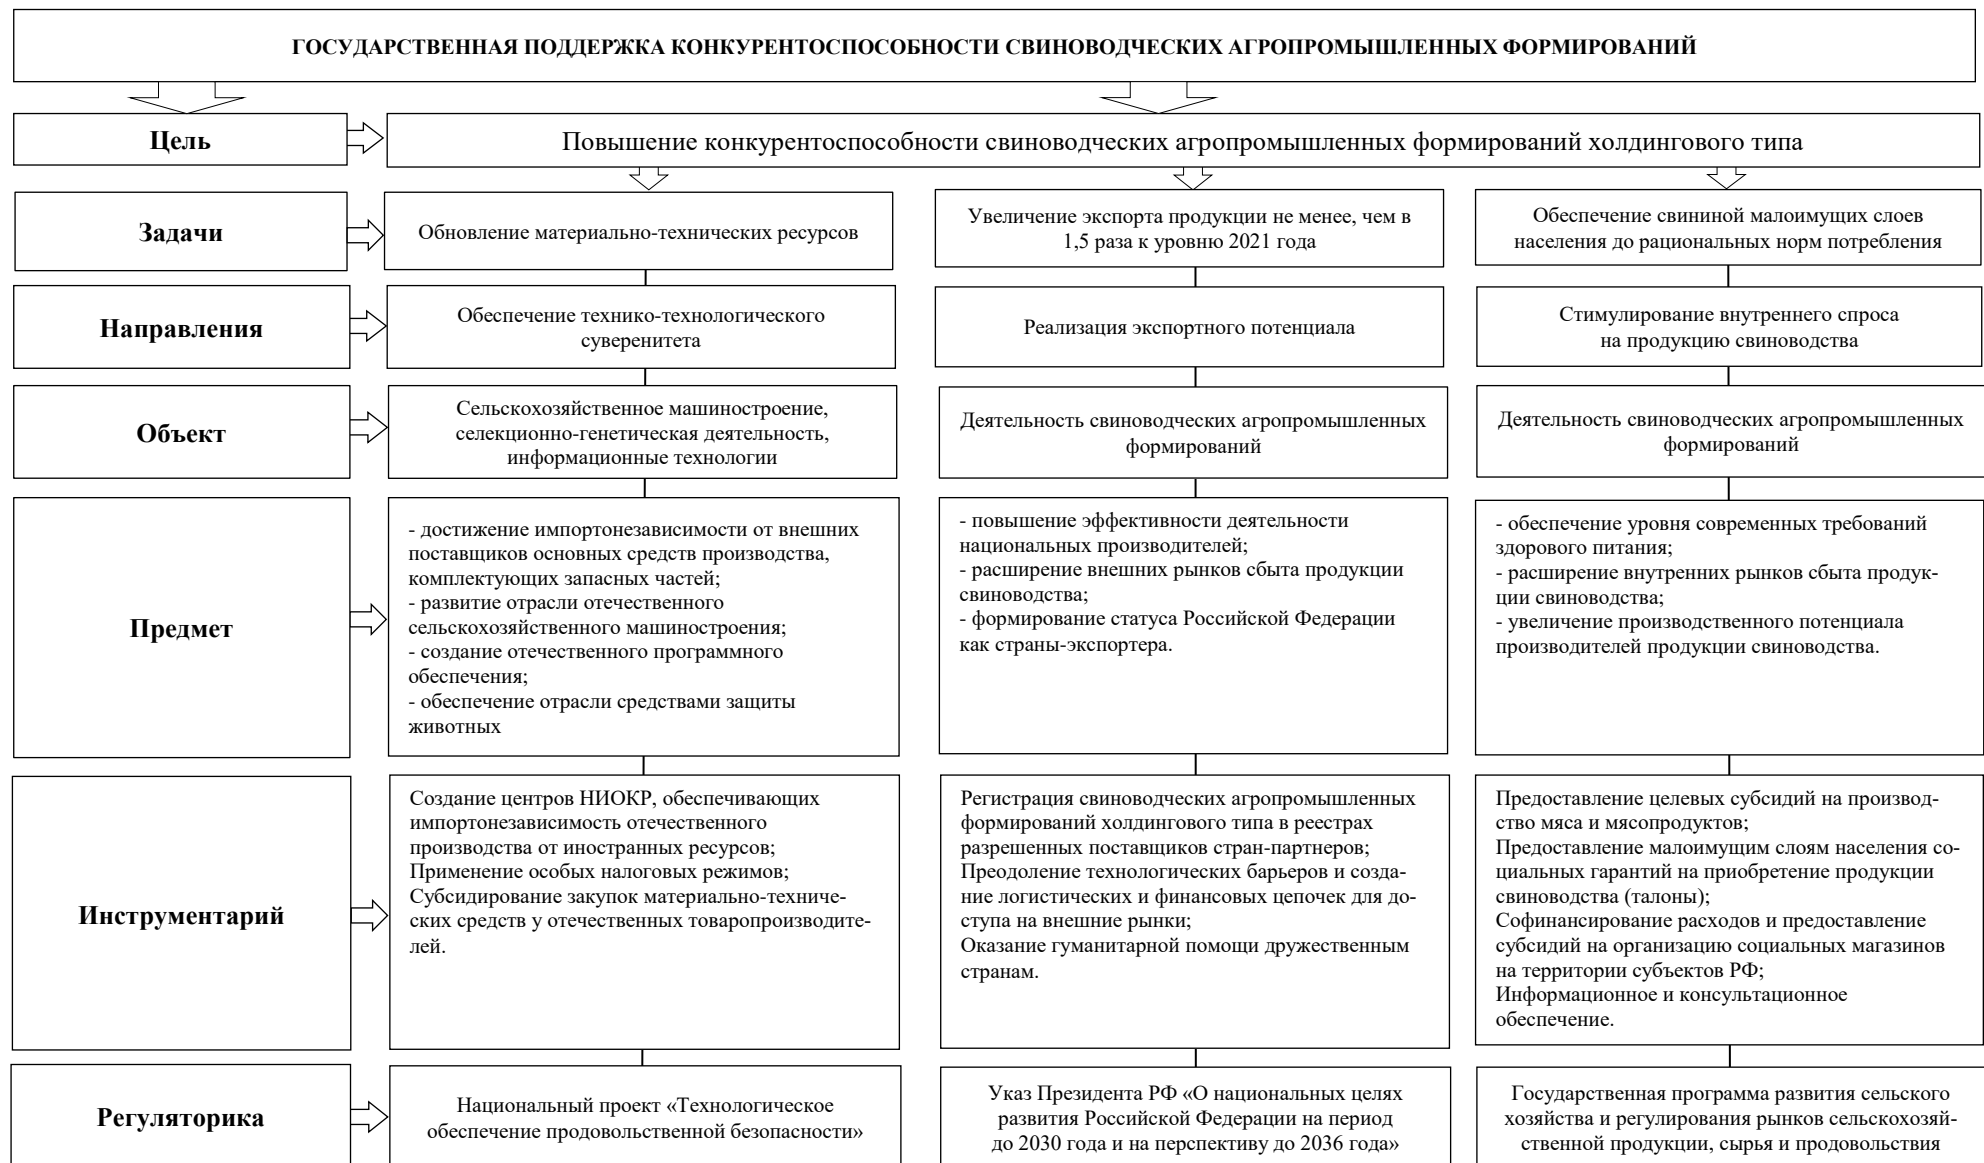 ГОСУДАРСТВЕННАЯ ПОДДЕРЖКА КОНКУРЕНТОСПОСОБНОСТИ СВИНОВОДЧЕСКИХ АГРОПРОМЫШЛЕННЫХ ФОРМИРОВАНИЙ
Цель
Повышение конкурентоспособности свиноводческих агропромышленных формирований холдингового типа
Задачи
Обновление материально-технических ресурсов
Увеличение экспорта продукции не менее, чем в
1,5 раза к уровню 2021 года
Обеспечение свининой малоимущих слоев
населения до рациональных норм потребления
Направления
Обеспечение технико-технологического
суверенитета
Реализация экспортного потенциала
Стимулирование внутреннего спроса
на продукцию свиноводства
Объект
Сельскохозяйственное машиностроение,
селекционно-генетическая деятельность,
информационные технологии
Деятельность свиноводческих агропромышленных
формирований
Деятельность свиноводческих агропромышленных
формирований
Предмет
- достижение импортонезависимости от внешних
поставщиков основных средств производства,
комплектующих запасных частей;
- развитие отрасли отечественного
сельскохозяйственного машиностроения;
- создание отечественного программного
обеспечения;
- обеспечение отрасли средствами защиты
животных
- повышение эффективности деятельности
национальных производителей;
- расширение внешних рынков сбыта продукции
свиноводства;
- формирование статуса Российской Федерации
как страны-экспортера.
- обеспечение уровня современных требований
здорового питания;
- расширение внутренних рынков сбыта продук-
ции свиноводства;
- увеличение производственного потенциала
производителей продукции свиноводства.
Инструментарий
Создание центров НИОКР, обеспечивающих
импортонезависимость отечественного
производства от иностранных ресурсов;
Применение особых налоговых режимов;
Субсидирование закупок материально-техниче-
ских средств у отечественных товаропроизводите-
лей.
Регистрация свиноводческих агропромышленных
формирований холдингового типа в реестрах
разрешенных поставщиков стран-партнеров;
Преодоление технологических барьеров и созда-
ние логистических и финансовых цепочек для до-
ступа на внешние рынки;
Оказание гуманитарной помощи дружественным
странам.
Предоставление целевых субсидий на производ-
ство мяса и мясопродуктов;
Предоставление малоимущим слоям населения со-
циальных гарантий на приобретение продукции
свиноводства (талоны);
Софинансирование расходов и предоставление
субсидий на организацию социальных магазинов
на территории субъектов РФ;
Информационное и консультационное
обеспечение.
Регуляторика
Национальный проект «Технологическое
обеспечение продовольственной безопасности»
Указ Президента РФ «О национальных целях
развития Российской Федерации на период
до 2030 года и на перспективу до 2036 года»
Государственная программа развития сельского
хозяйства и регулирования рынков сельскохозяй-
ственной продукции, сырья и продовольствия